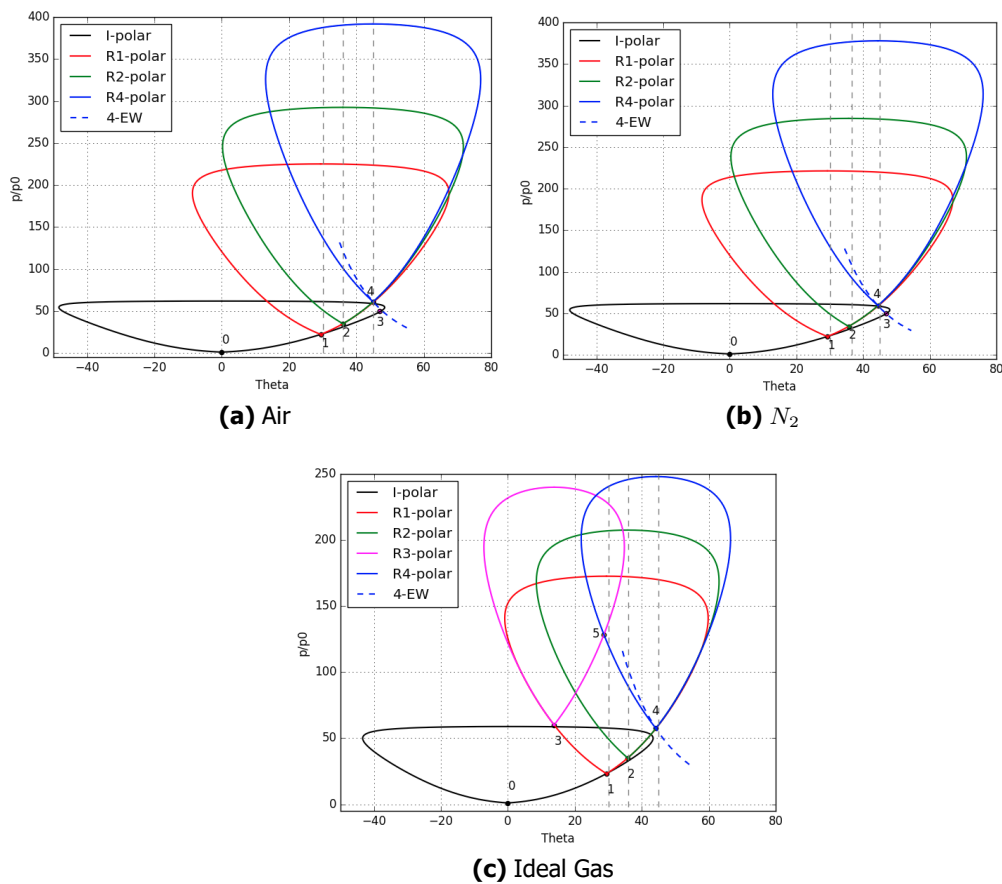 400
350
300
250
200
150
100
50
0
p/p0
I-polar
R1-polar
R2-polar
R4-polar
4-EW
0
1
2
3
4
−40
−20
0
20
40
60
80
Theta
(a) Air
400
350
300
250
200
150
100
50
0
p/p0
I-polar
R1-polar
R2-polar
R4-polar
4-EW
0
1
2
3
4
−40
−20
0
20
40
60
80
Theta
(b) N₂
250
200
150
100
50
0
p/p0
I-polar
R1-polar
R2-polar
R3-polar
R4-polar
4-EW
0
1
2
3
4
5
−40
−20
0
20
40
60
80
Theta
(c) Ideal Gas